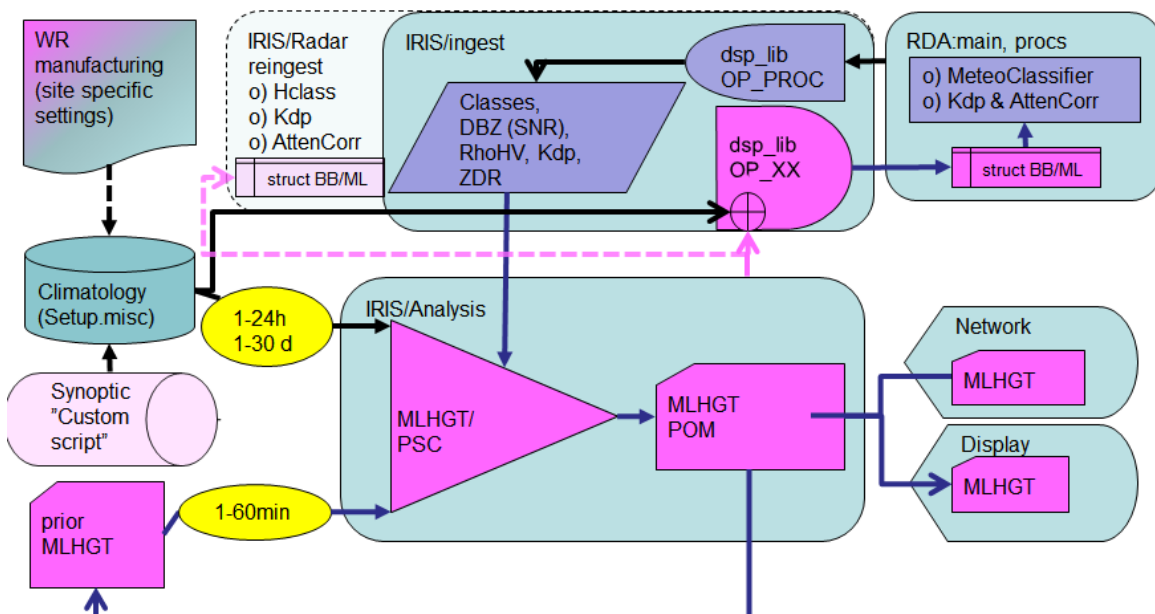 WR
manufacturing
(site specific
settings)
IRIS/Radar
reingest
o) Hclass
o) Kdp
o) AttenCorr
struct BB/ML
IRIS/ingest
Classes,
DBZ (SNR),
RhoHV, Kdp,
ZDR
dsp_lib
OP_PROC
dsp_lib
OP_XX
RDA:main, procs
o) MeteoClassifier
o) Kdp & AttenCorr
struct BB/ML
Climatology
(Setup.misc)
1-24h
1-30 d
Synoptic
"Custom
script"
prior
MLHGT
1-60min
IRIS/Analysis
MLHGT/
PSC
MLHGT
POM
Network
MLHGT
Display
MLHGT